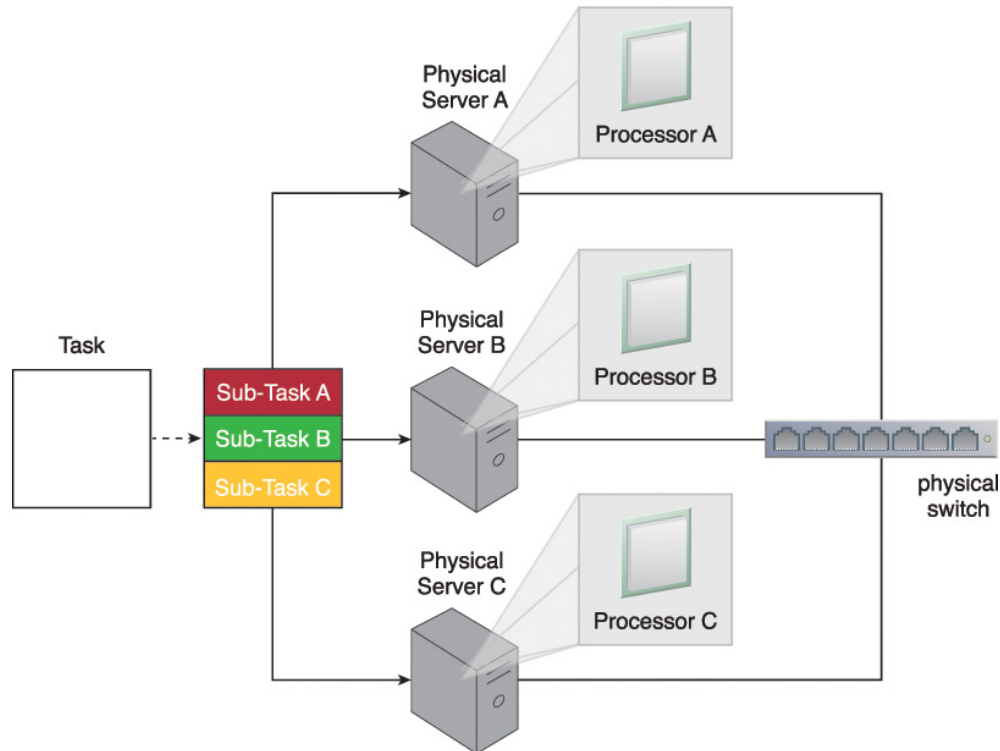 Physical
Server A
Processor A
Physical
Server B
Processor B
Task
Sub-Task A
Sub-Task B
Sub-Task C
physical
switch
Physical
Server C
Processor C